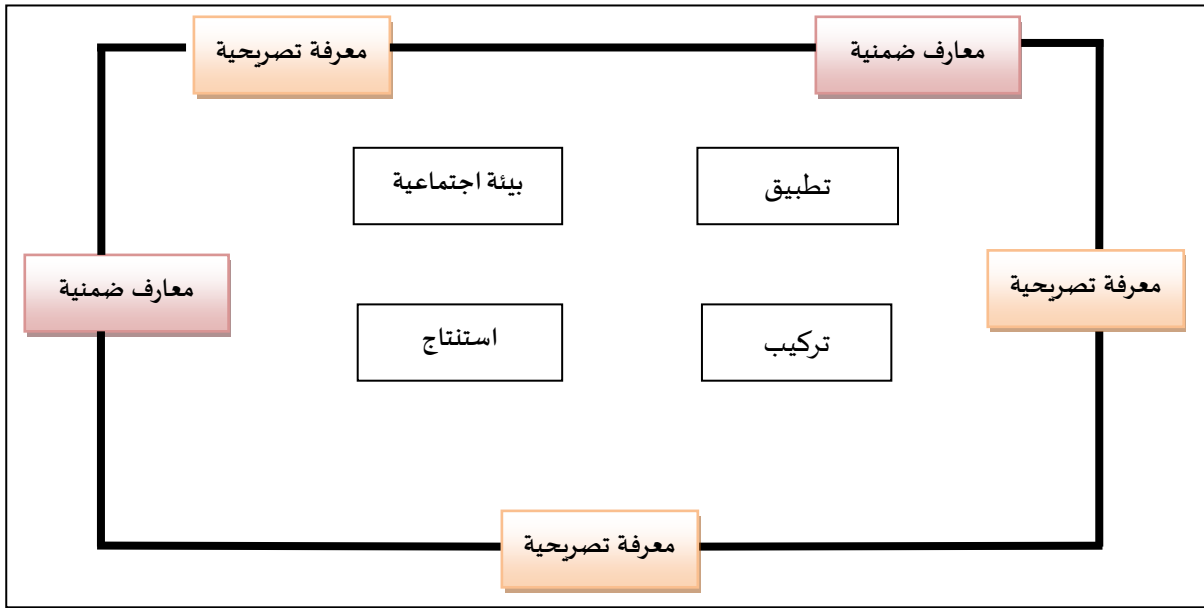 معارف ضمنية
معرفة تصريحية
تطبيق
بيئة اجتماعية
معرفة تصريحية
معارف ضمنية
تركيب
استنتاج
معرفة تصريحية